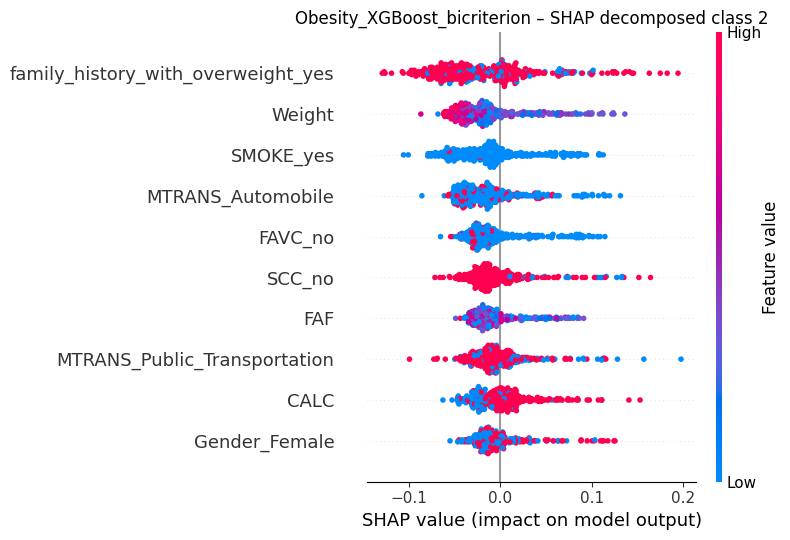 Obesity_XGBoost_bicriterion – SHAP decomposed class 2
High
family_history_with_overweight_yes
Weight
SMOKE_yes
MTRANS_Automobile
FAVC_no
SCC_no
FAF
MTRANS_Public_Transportation
CALC
Gender_Female
Feature value
Low
−0.1 0.0 0.1 0.2
SHAP value (impact on model output)